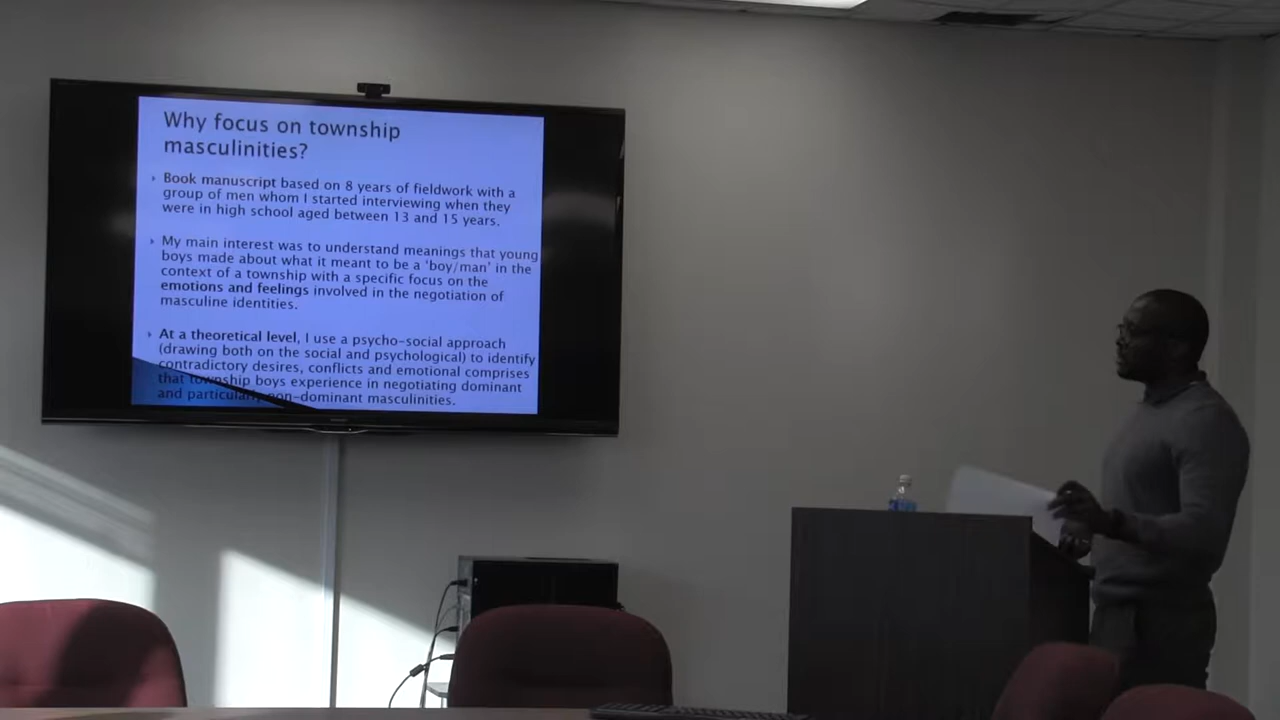 Why focus on township
masculinities?
Book manuscript based on 8 years of fieldwork with a
group of men whom I started interviewing when they
were in high school aged between 13 and 15 years.
My main interest was to understand meanings that young
boys made about what it meant to be a ‘boy/man’ in the
context of a township with a specific focus on the
emotions and feelings involved in the negotiation of
masculine identities.
At a theoretical level, I use a psycho-social approach
(drawing both on the social and psychological) to identify
contradictory desires, conflicts and emotional comprises
that township boys experience in negotiating dominant
and particularly non-dominant masculinities.